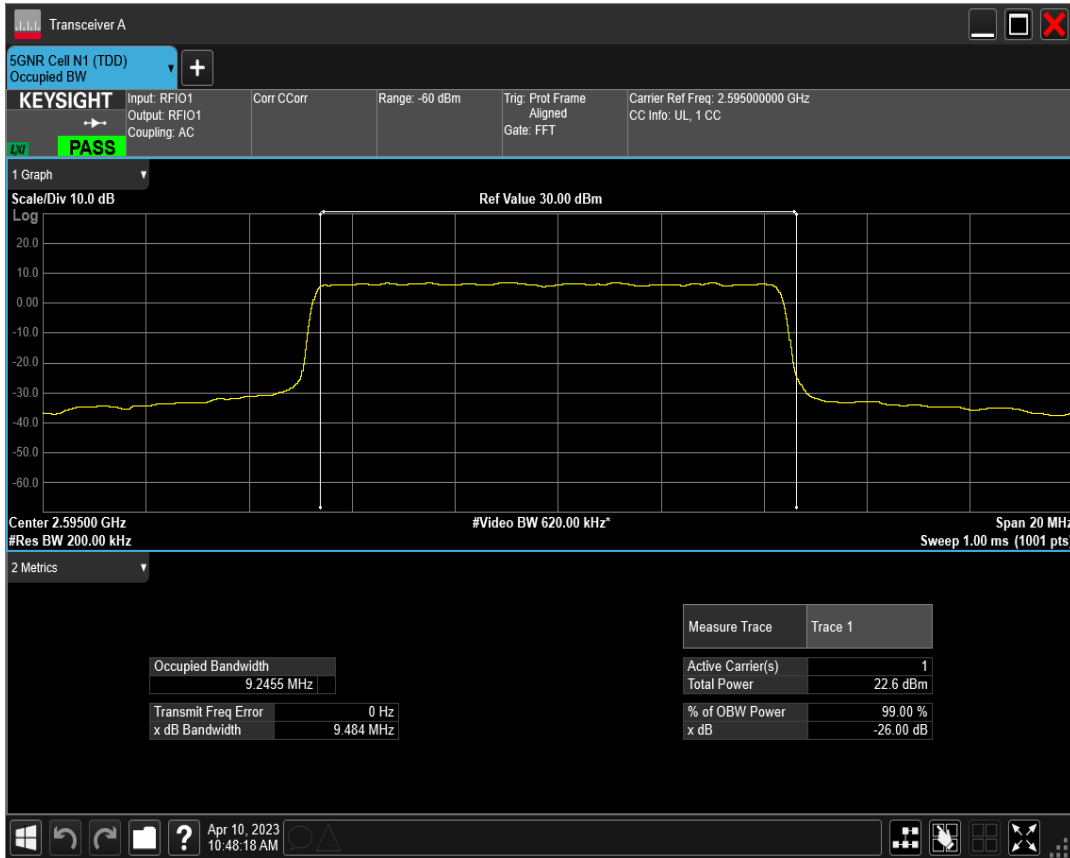 Transceiver A
5GNR Cell N1 (TDD)
Occupied BW
+
KEYSIGHT
LXI
PASS
Input: RFIO1
Output: RFIO1
Coupling: AC
Corr CCorr
Range: -60 dBm
Trig: Prot Frame
Aligned
Gate: FFT
Carrier Ref Freq: 2.595000000 GHz
CC Info: UL, 1 CC
1 Graph
Scale/Div 10.0 dB
Ref Value 30.00 dBm
Log
20.0
10.0
0.00
-10.0
-20.0
-30.0
-40.0
-50.0
-60.0
Center 2.59500 GHz
#Video BW 620.00 kHz*
Span 20 MHz
#Res BW 200.00 kHz
Sweep 1.00 ms (1001 pts)
2 Metrics
Measure Trace Trace 1
Occupied Bandwidth
9.2455 MHz
Active Carrier(s) 1
Total Power 22.6 dBm
Transmit Freq Error 0 Hz
x dB Bandwidth 9.484 MHz
% of OBW Power 99.00 %
x dB -26.00 dB
?
Apr 10, 2023
10:48:18 AM